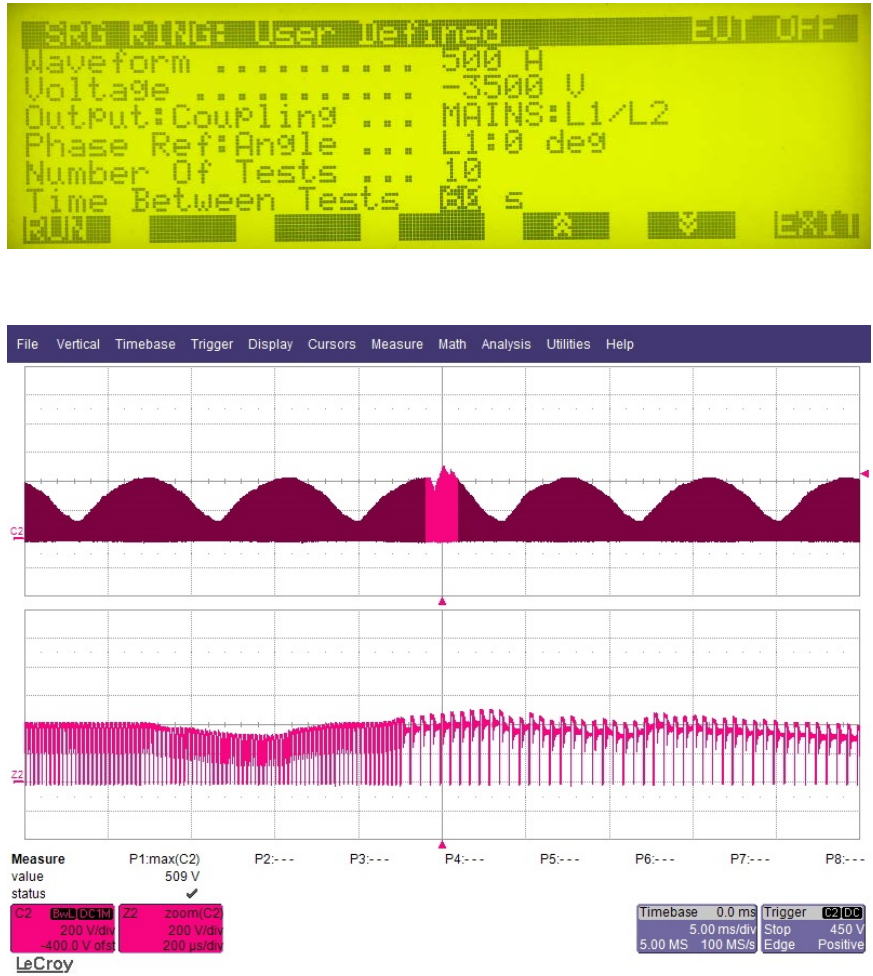 SRG RING: User Defined EUT OFF
Waveform .......... 500 A
Voltage .......... -3500 V
Output:Coupling ... MAINS:L1/L2
Phase Ref:Angle ... L1:0 deg
Number Of Tests ... 10
Time Between Tests s
RUN EXIT
File Vertical Timebase Trigger Display Cursors Measure Math Analysis Utilities Help
C2
Z2
Measure P1:max(C2) P2:--- P3:--- P4:--- P5:--- P6:--- P7:--- P8:---
value 509 V
status
C2 BwL DC1M Z2 zoom(C2) Timebase 0.0 ms Trigger C2 DC
200 V/div 200 V/div 5.00 ms/div Stop 450 V
-400.0 V ofst 200 µs/div 5.00 MS 100 MS/s Edge Positive
LeCroy